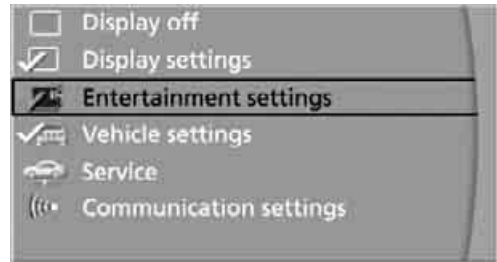 Display off
Display settings
Entertainment settings
Vehicle settings
Service
Communication settings